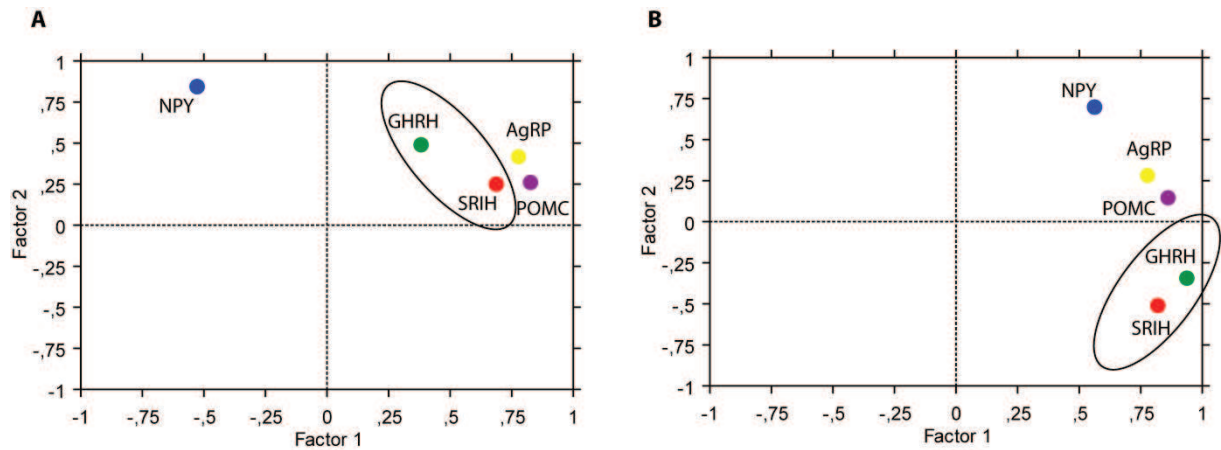 A
1
,75
,5
,25
0
-,25
-,5
-,75
-1
Factor 2
NPY
GHRH
AgRP
SRIH
POMC
-1 -,75 -,5 -,25 0 ,25 ,5 ,75 1
Factor 1
B
1
,75
,5
,25
0
-,25
-,5
-,75
-1
Factor 2
NPY
AgRP
POMC
GHRH
SRIH
-1 -,75 -,5 -,25 0 ,25 ,5 ,75 1
Factor 1